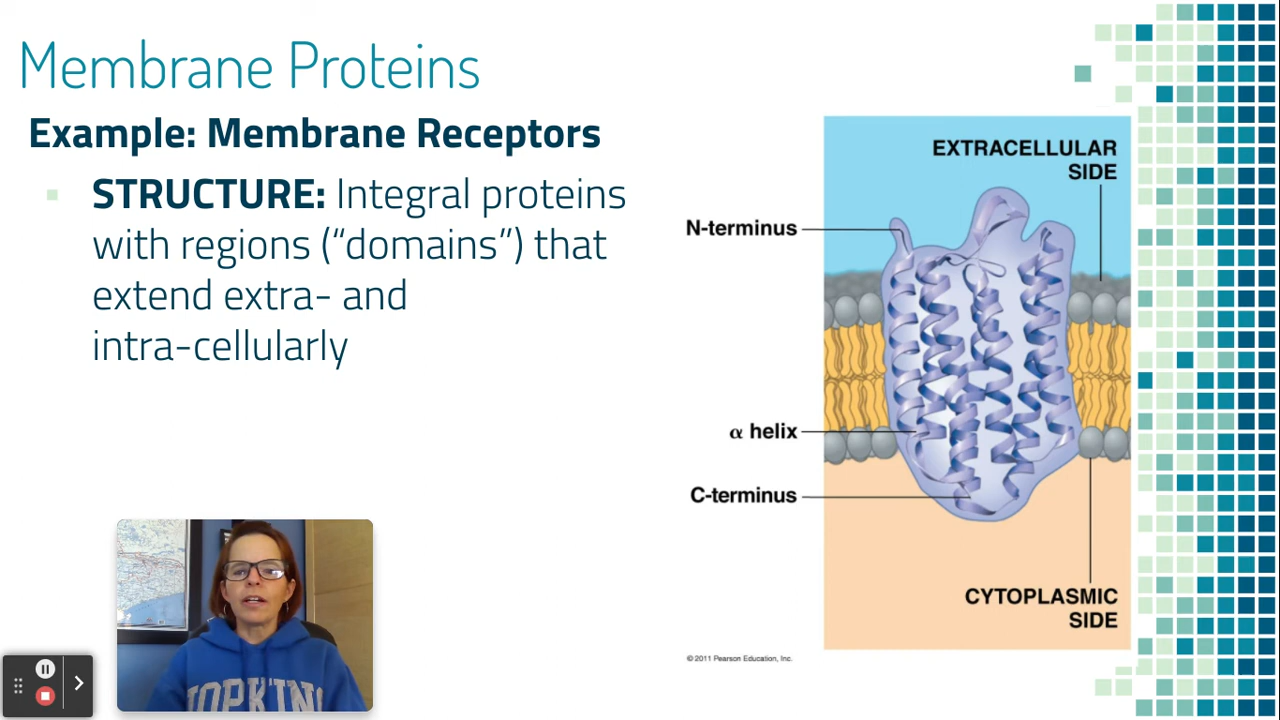 Membrane Proteins
Example: Membrane Receptors
STRUCTURE: Integral proteins
with regions (“domains”) that
extend extra- and
intra-cellularly
EXTRACELLULAR
SIDE
N-terminus
α helix
C-terminus
CYTOPLASMIC
SIDE
© 2011 Pearson Education, Inc.